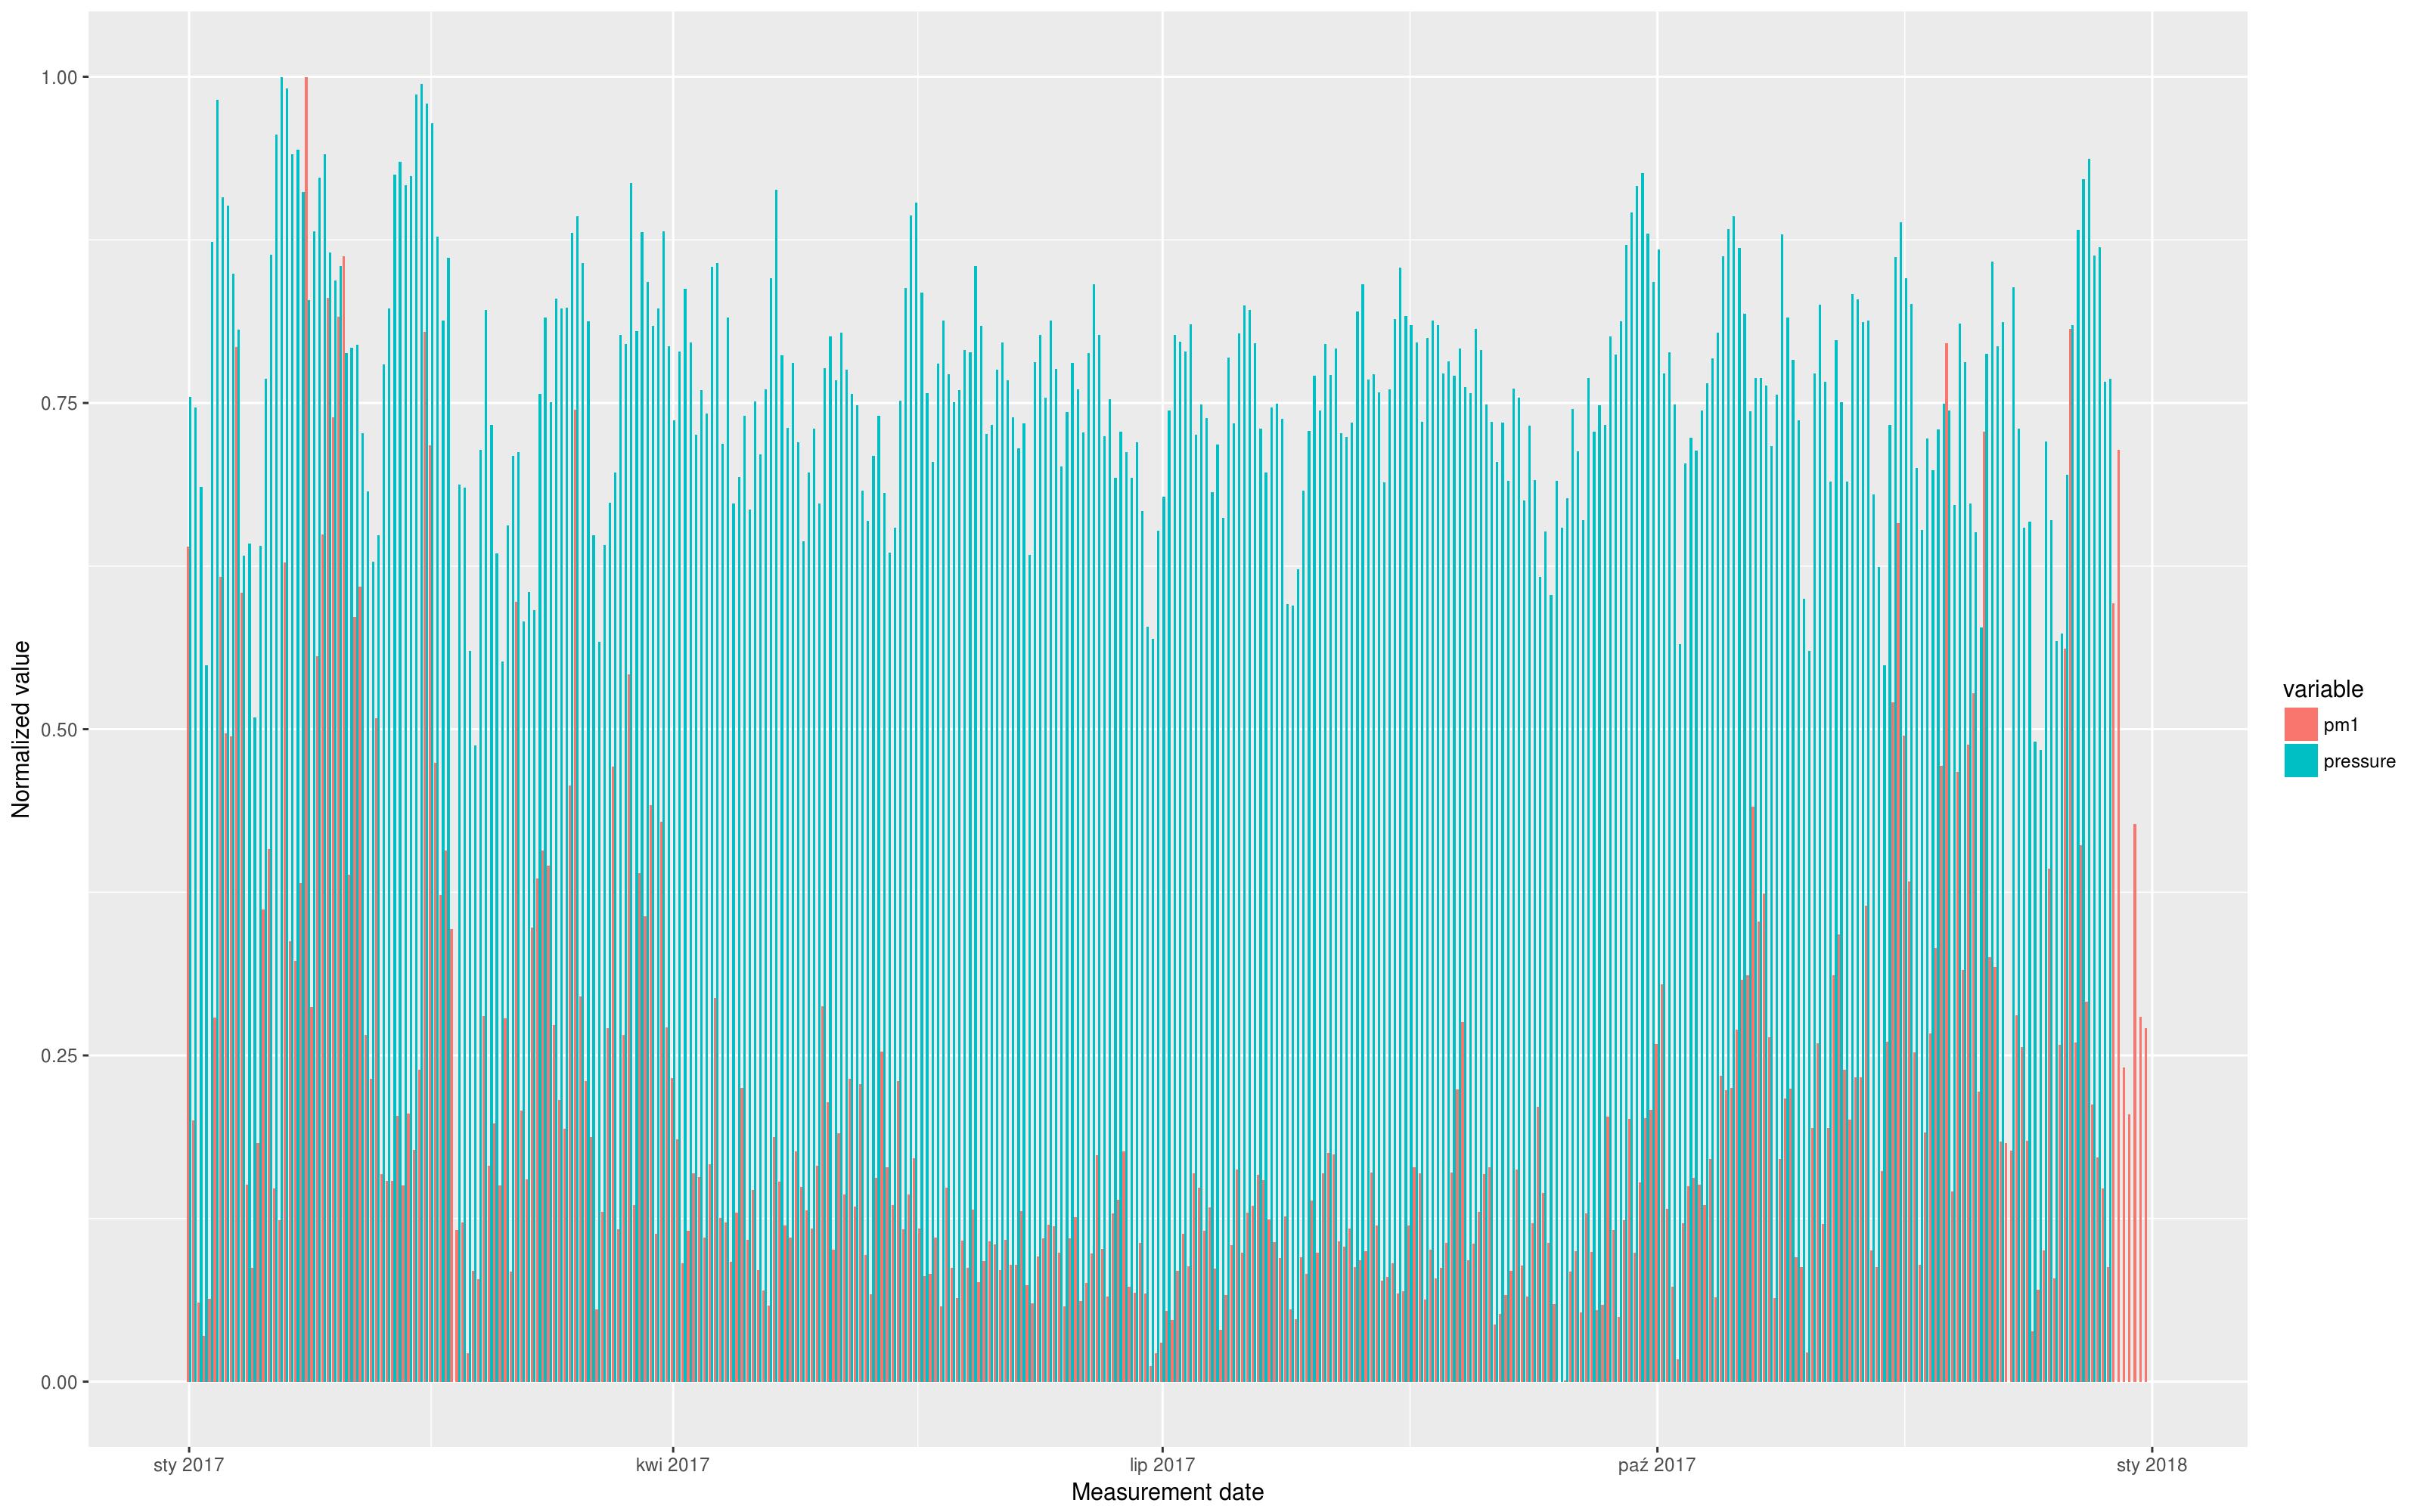 1.00
0.75
0.50
0.25
0.00
Normalized value
sty 2017
kwi 2017
lip 2017
paź 2017
sty 2018
Measurement date
variable
pm1
pressure